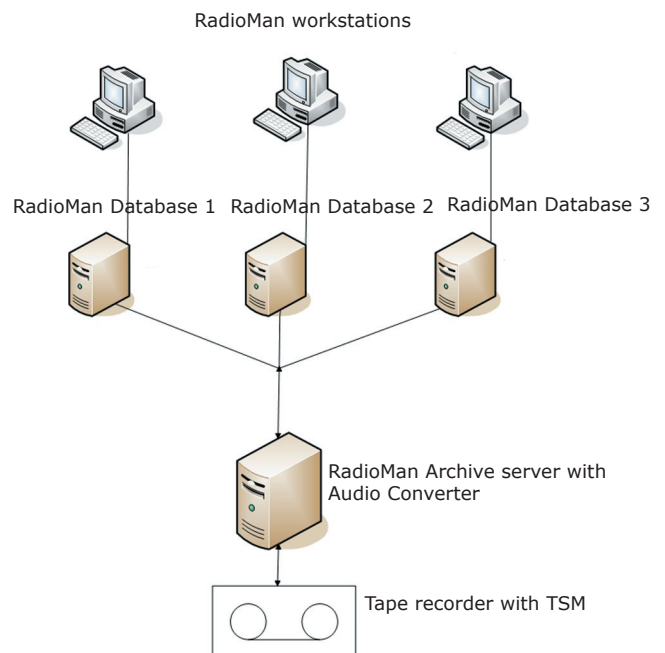 RadioMan workstations
RadioMan Database 1
RadioMan Database 2
RadioMan Database 3
RadioMan Archive server with
Audio Converter
Tape recorder with TSM